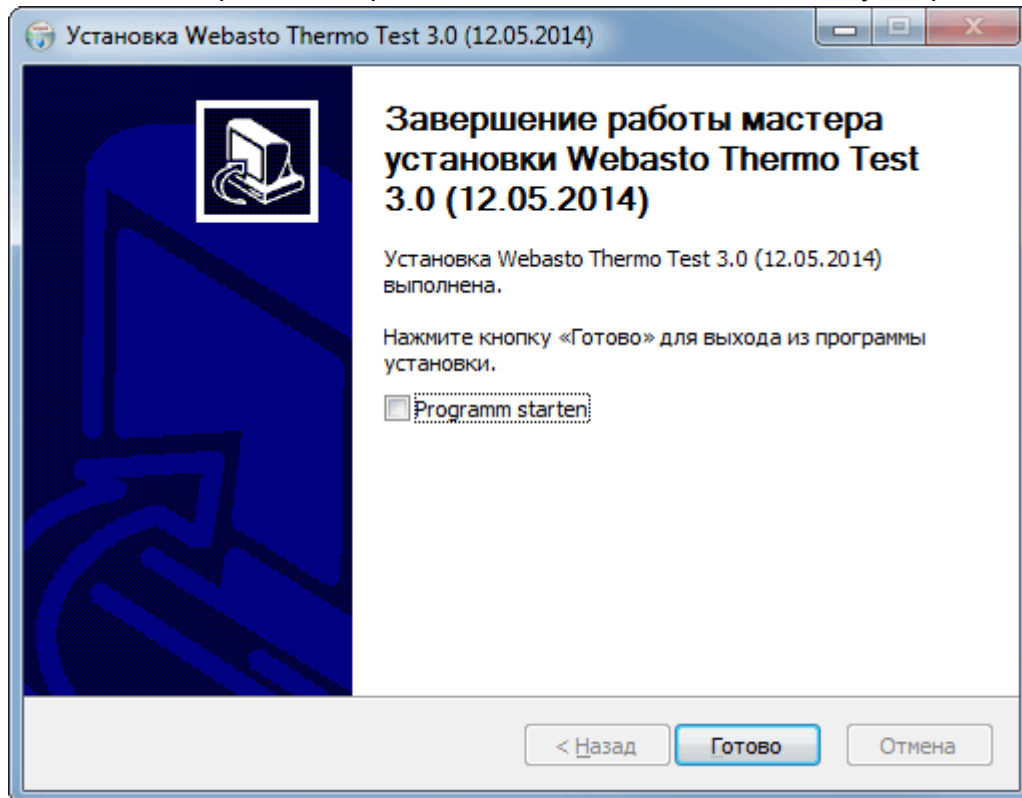 Установка Webasto Thermo Test 3.0 (12.05.2014)
Завершение работы мастера
установки Webasto Thermo Test
3.0 (12.05.2014)
Установка Webasto Thermo Test 3.0 (12.05.2014)
выполнена.
Нажмите кнопку «Готово» для выхода из программы
установки.
Programm starten
< Назад
Готово
Отмена